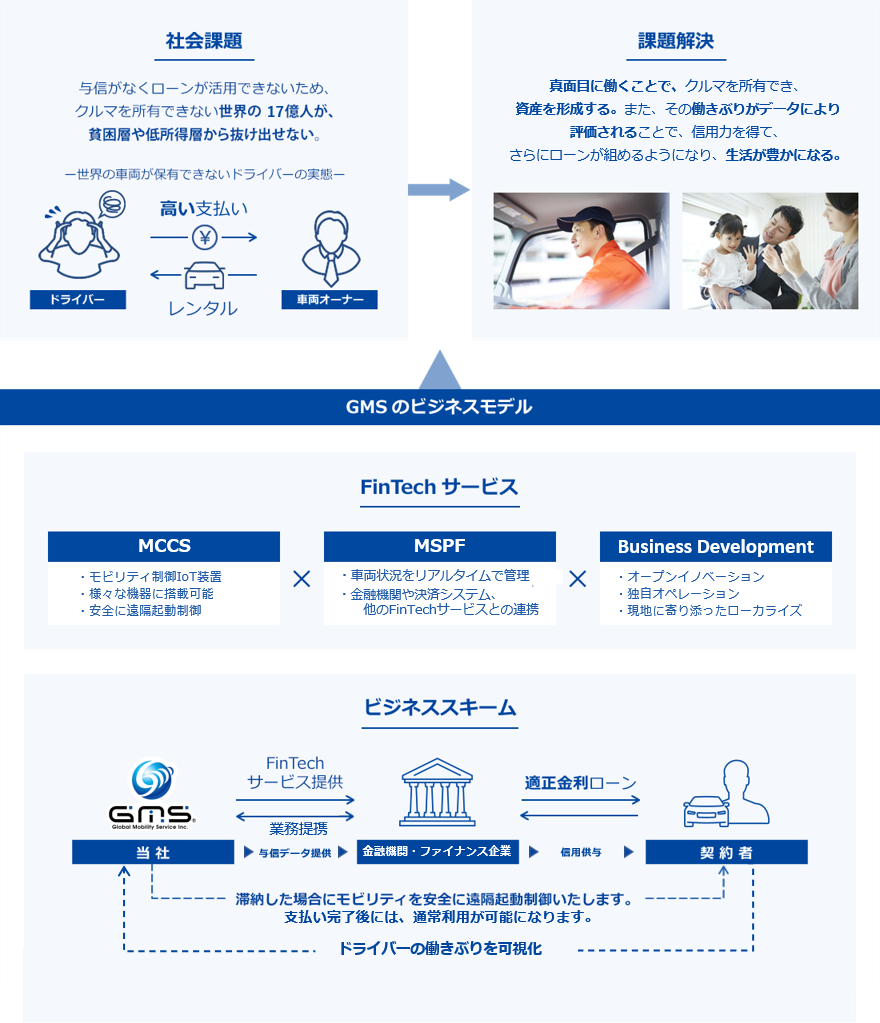 社会課題
与信がなくローンが活用できないため、
クルマを所有できない世界の 17億人が、
貧困層や低所得層から抜け出せない。
ー世界の車両が保有できないドライバーの実態ー
高い支払い
¥
レンタル
ドライバー
車両オーナー
課題解決
真面目に働くことで、クルマを所有でき、
資産を形成する。また、その働きぶりがデータにより
評価されることで、信用力を得て、
さらにローンが組めるようになり、生活が豊かになる。
GMS のビジネスモデル
FinTech サービス
MCCS
・モビリティ制御IoT装置
・様々な機器に搭載可能
・安全に遠隔起動制御
×
MSPF
・車両状況をリアルタイムで管理
・金融機関や決済システム、
他のFinTechサービスとの連携
×
Business Development
・オープンイノベーション
・独自オペレーション
・現地に寄り添ったローカライズ
ビジネススキーム
GMS
Global Mobility Service Inc.
FinTech
サービス提供
業務提携
適正金利ローン
当社
与信データ提供
金融機関・ファイナンス企業
信用供与
契約者
滞納した場合にモビリティを安全に遠隔起動制御いたします。
支払い完了後には、通常利用が可能になります。
ドライバーの働きぶりを可視化